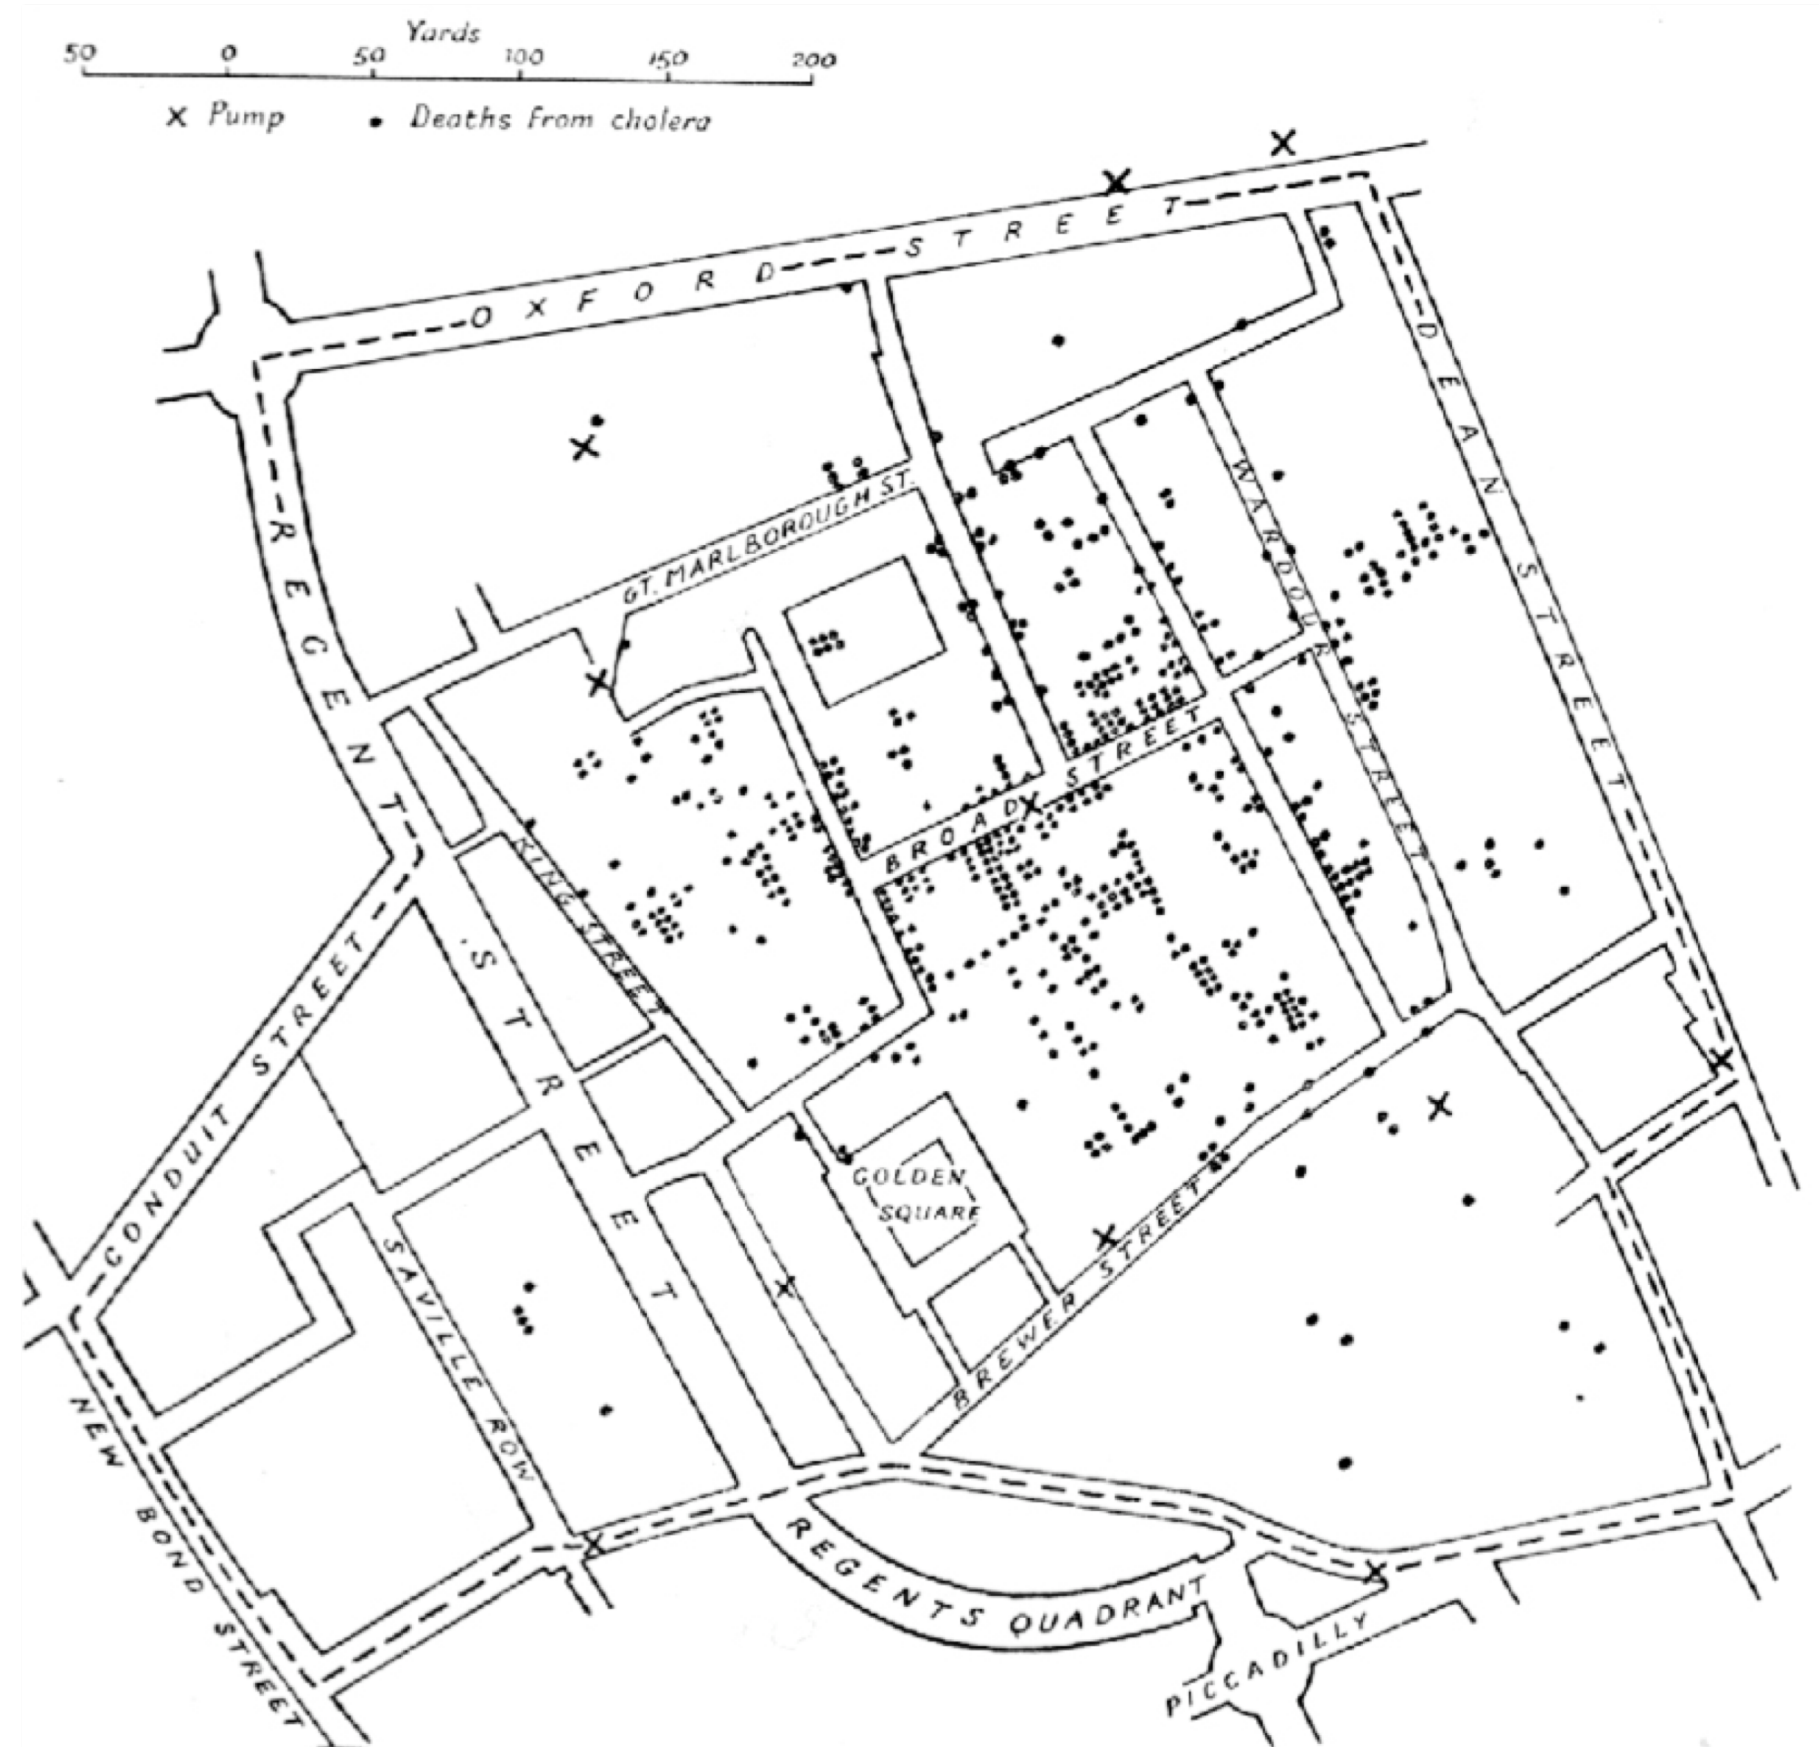 Yards
50 0 50 100 150 200
x Pump • Deaths from cholera
OXFORD STREET
DEAN STREET
REGENT STREET
GT. MARLBOROUGH ST.
WARDOUR STREET
BROAD STREET
KING STREET
CONDUIT STREET
GOLDEN
SQUARE
SAVILLE ROW
BREWER STREET
NEW BOND STREET
REGENTS QUADRANT
PICCADILLY